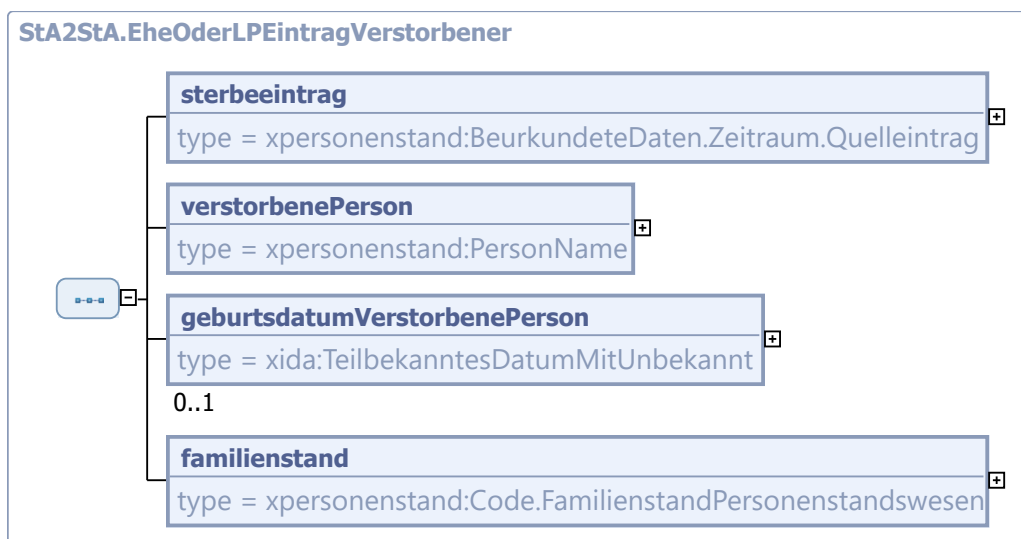 StA2StA.EheOderLPEintragVerstorbener
sterbeeintrag
type = xpersonenstand:BeurkundeteDaten.Zeitraum.Quelleintrag
verstorbenePerson
type = xpersonenstand:PersonName
geburtsdatumVerstorbenePerson
type = xida:TeilbekanntesDatumMitUnbekannt
0..1
familienstand
type = xpersonenstand:Code.FamilienstandPersonenstandswesen